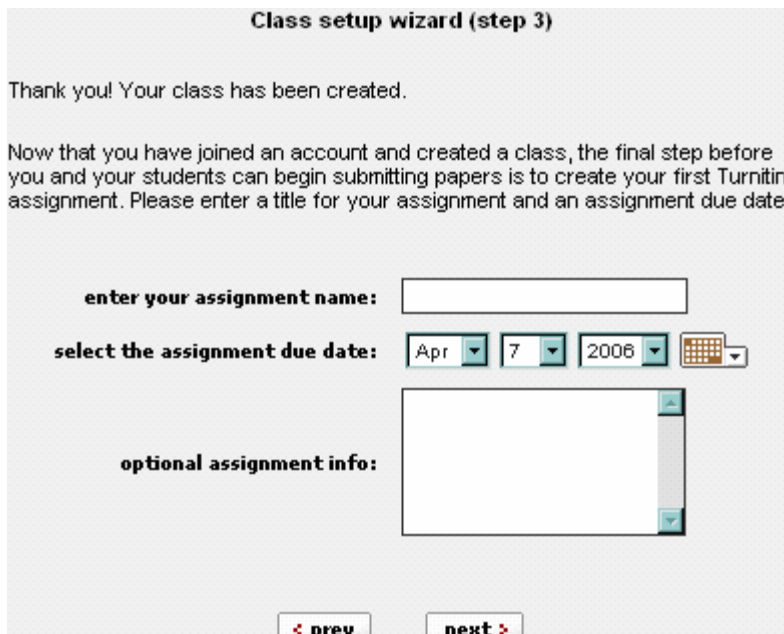 Class setup wizard (step 3)
Thank you! Your class has been created.
Now that you have joined an account and created a class, the final step before
you and your students can begin submitting papers is to create your first Turnitin
assignment. Please enter a title for your assignment and an assignment due date
enter your assignment name:
select the assignment due date: Apr 7 2006
optional assignment info:
< prev next >